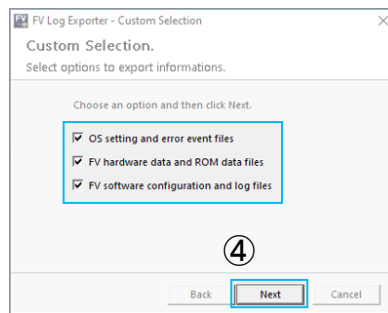 FV FV Log Exporter - Custom Selection
Custom Selection.
Select options to export informations.
Choose an option and then click Next.
OS setting and error event files
FV hardware data and ROM data files
FV software configuration and log files
④
Back Next Cancel